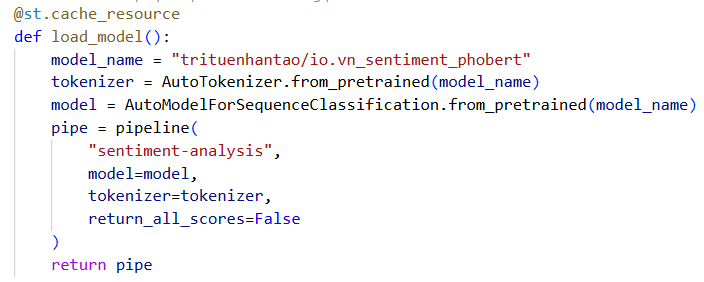 @st.cache_resource
def load_model():
    model_name = "trituenhantao/io.vn_sentiment_phobert"
    tokenizer = AutoTokenizer.from_pretrained(model_name)
    model = AutoModelForSequenceClassification.from_pretrained(model_name)
    pipe = pipeline(
        "sentiment-analysis",
        model=model,
        tokenizer=tokenizer,
        return_all_scores=False
    )
    return pipe